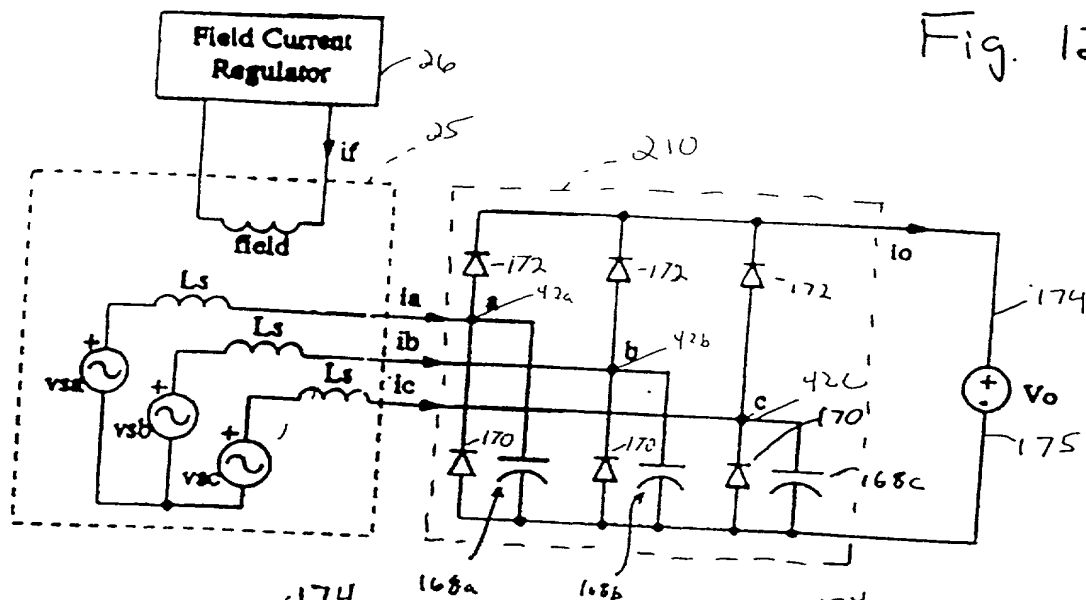 Field Current
Regulator
26
Fig. 12
if
25
210
field
io
172
172
172
Ls
ia
a
42a
174
Ls
ib
b
42b
vsa
Ls
ic
c
42c
Vo
vsb
170
170
170
175
vsc
168c
174
168a
168b